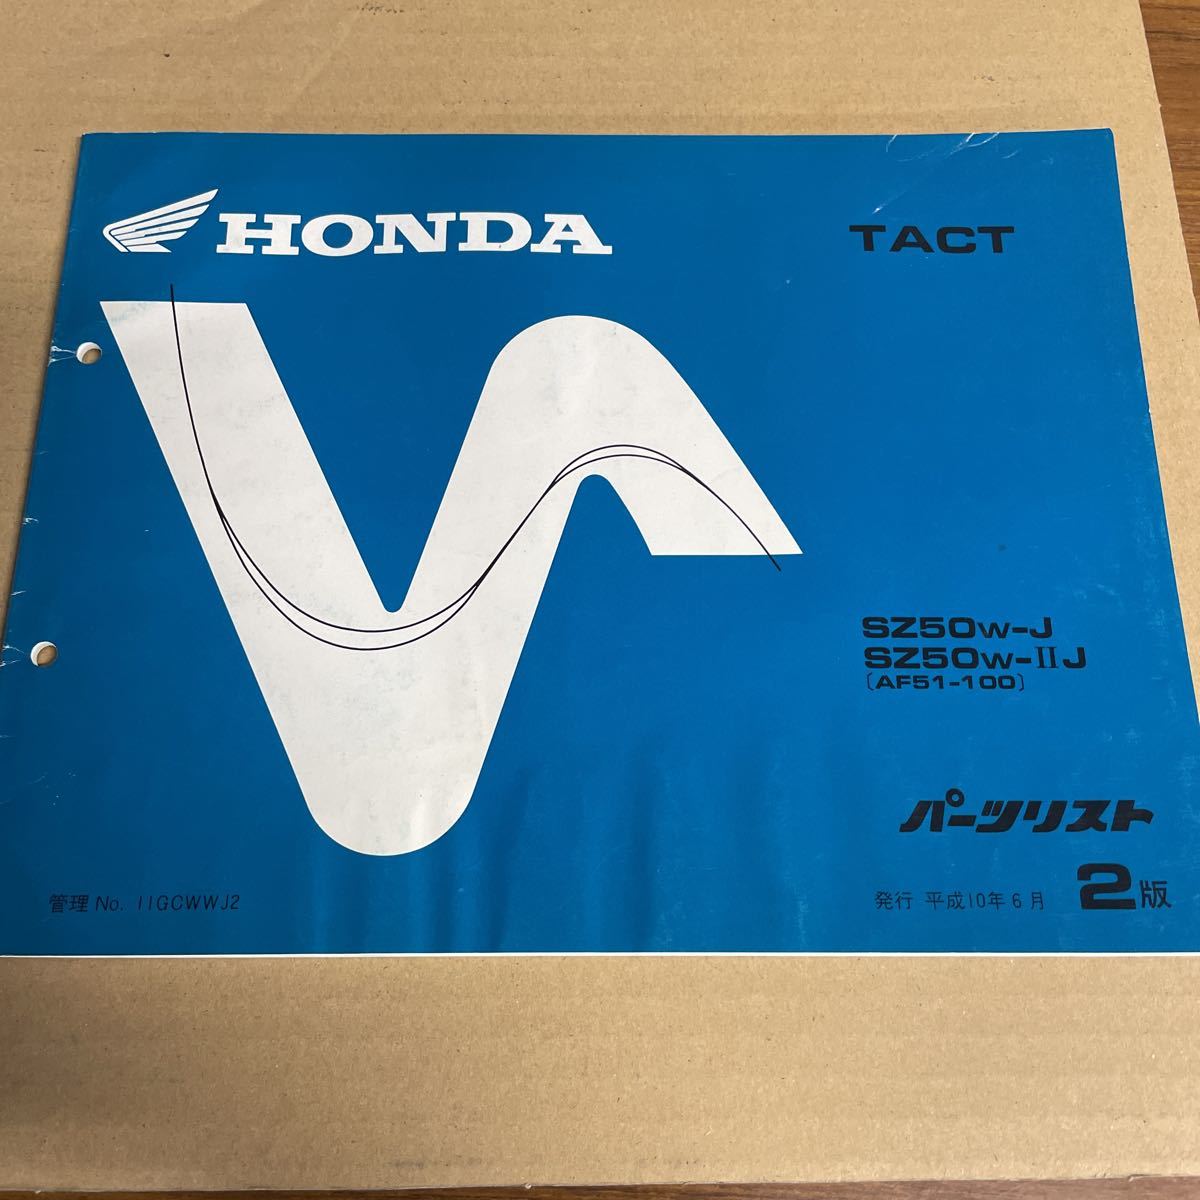 HONDA
TACT
SZ50W-J
SZ50W-IIJ
〔AF51-100〕
パーツリスト
管理 No. 11GCWWJ2
発行 平成10年6月 2版